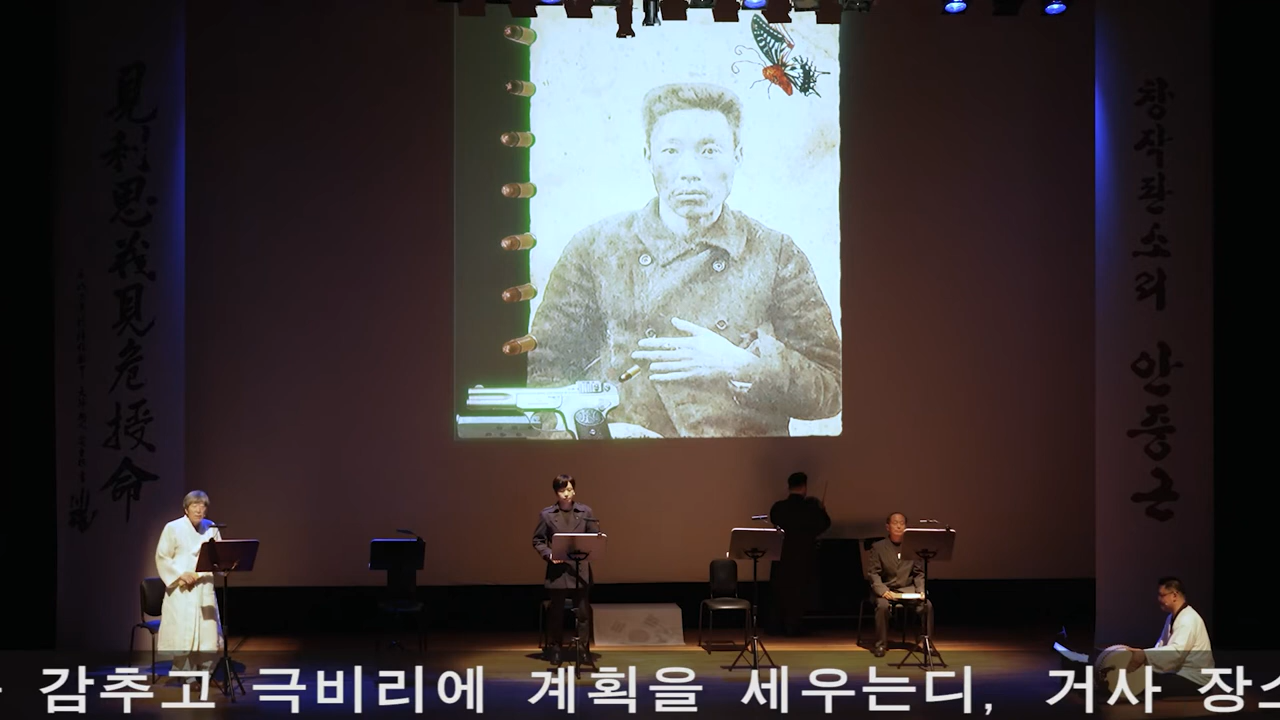 見利思義見危授命
창작판소리 안중근
감추고 극비리에 계획을 세우는디, 거사 장소